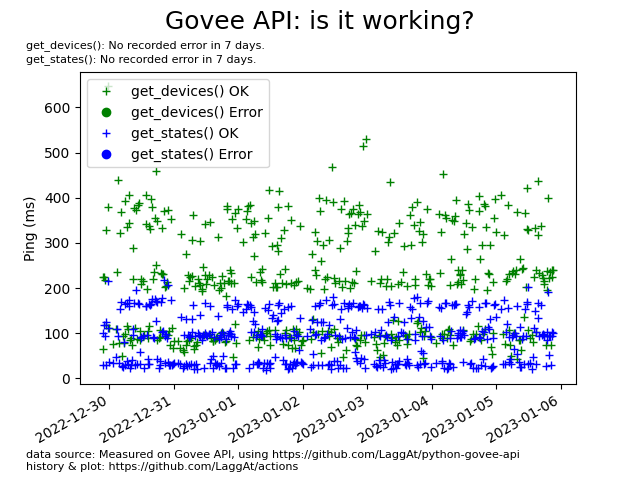 Govee API: is it working?
get_devices(): No recorded error in 7 days.
get_states(): No recorded error in 7 days.
get_devices() OK
get_devices() Error
get_states() OK
get_states() Error
Ping (ms)
600
500
400
300
200
100
0
2022-12-30
2022-12-31
2023-01-01
2023-01-02
2023-01-03
2023-01-04
2023-01-05
2023-01-06
data source: Measured on Govee API, using https://github.com/LaggAt/python-govee-api
history & plot: https://github.com/LaggAt/actions